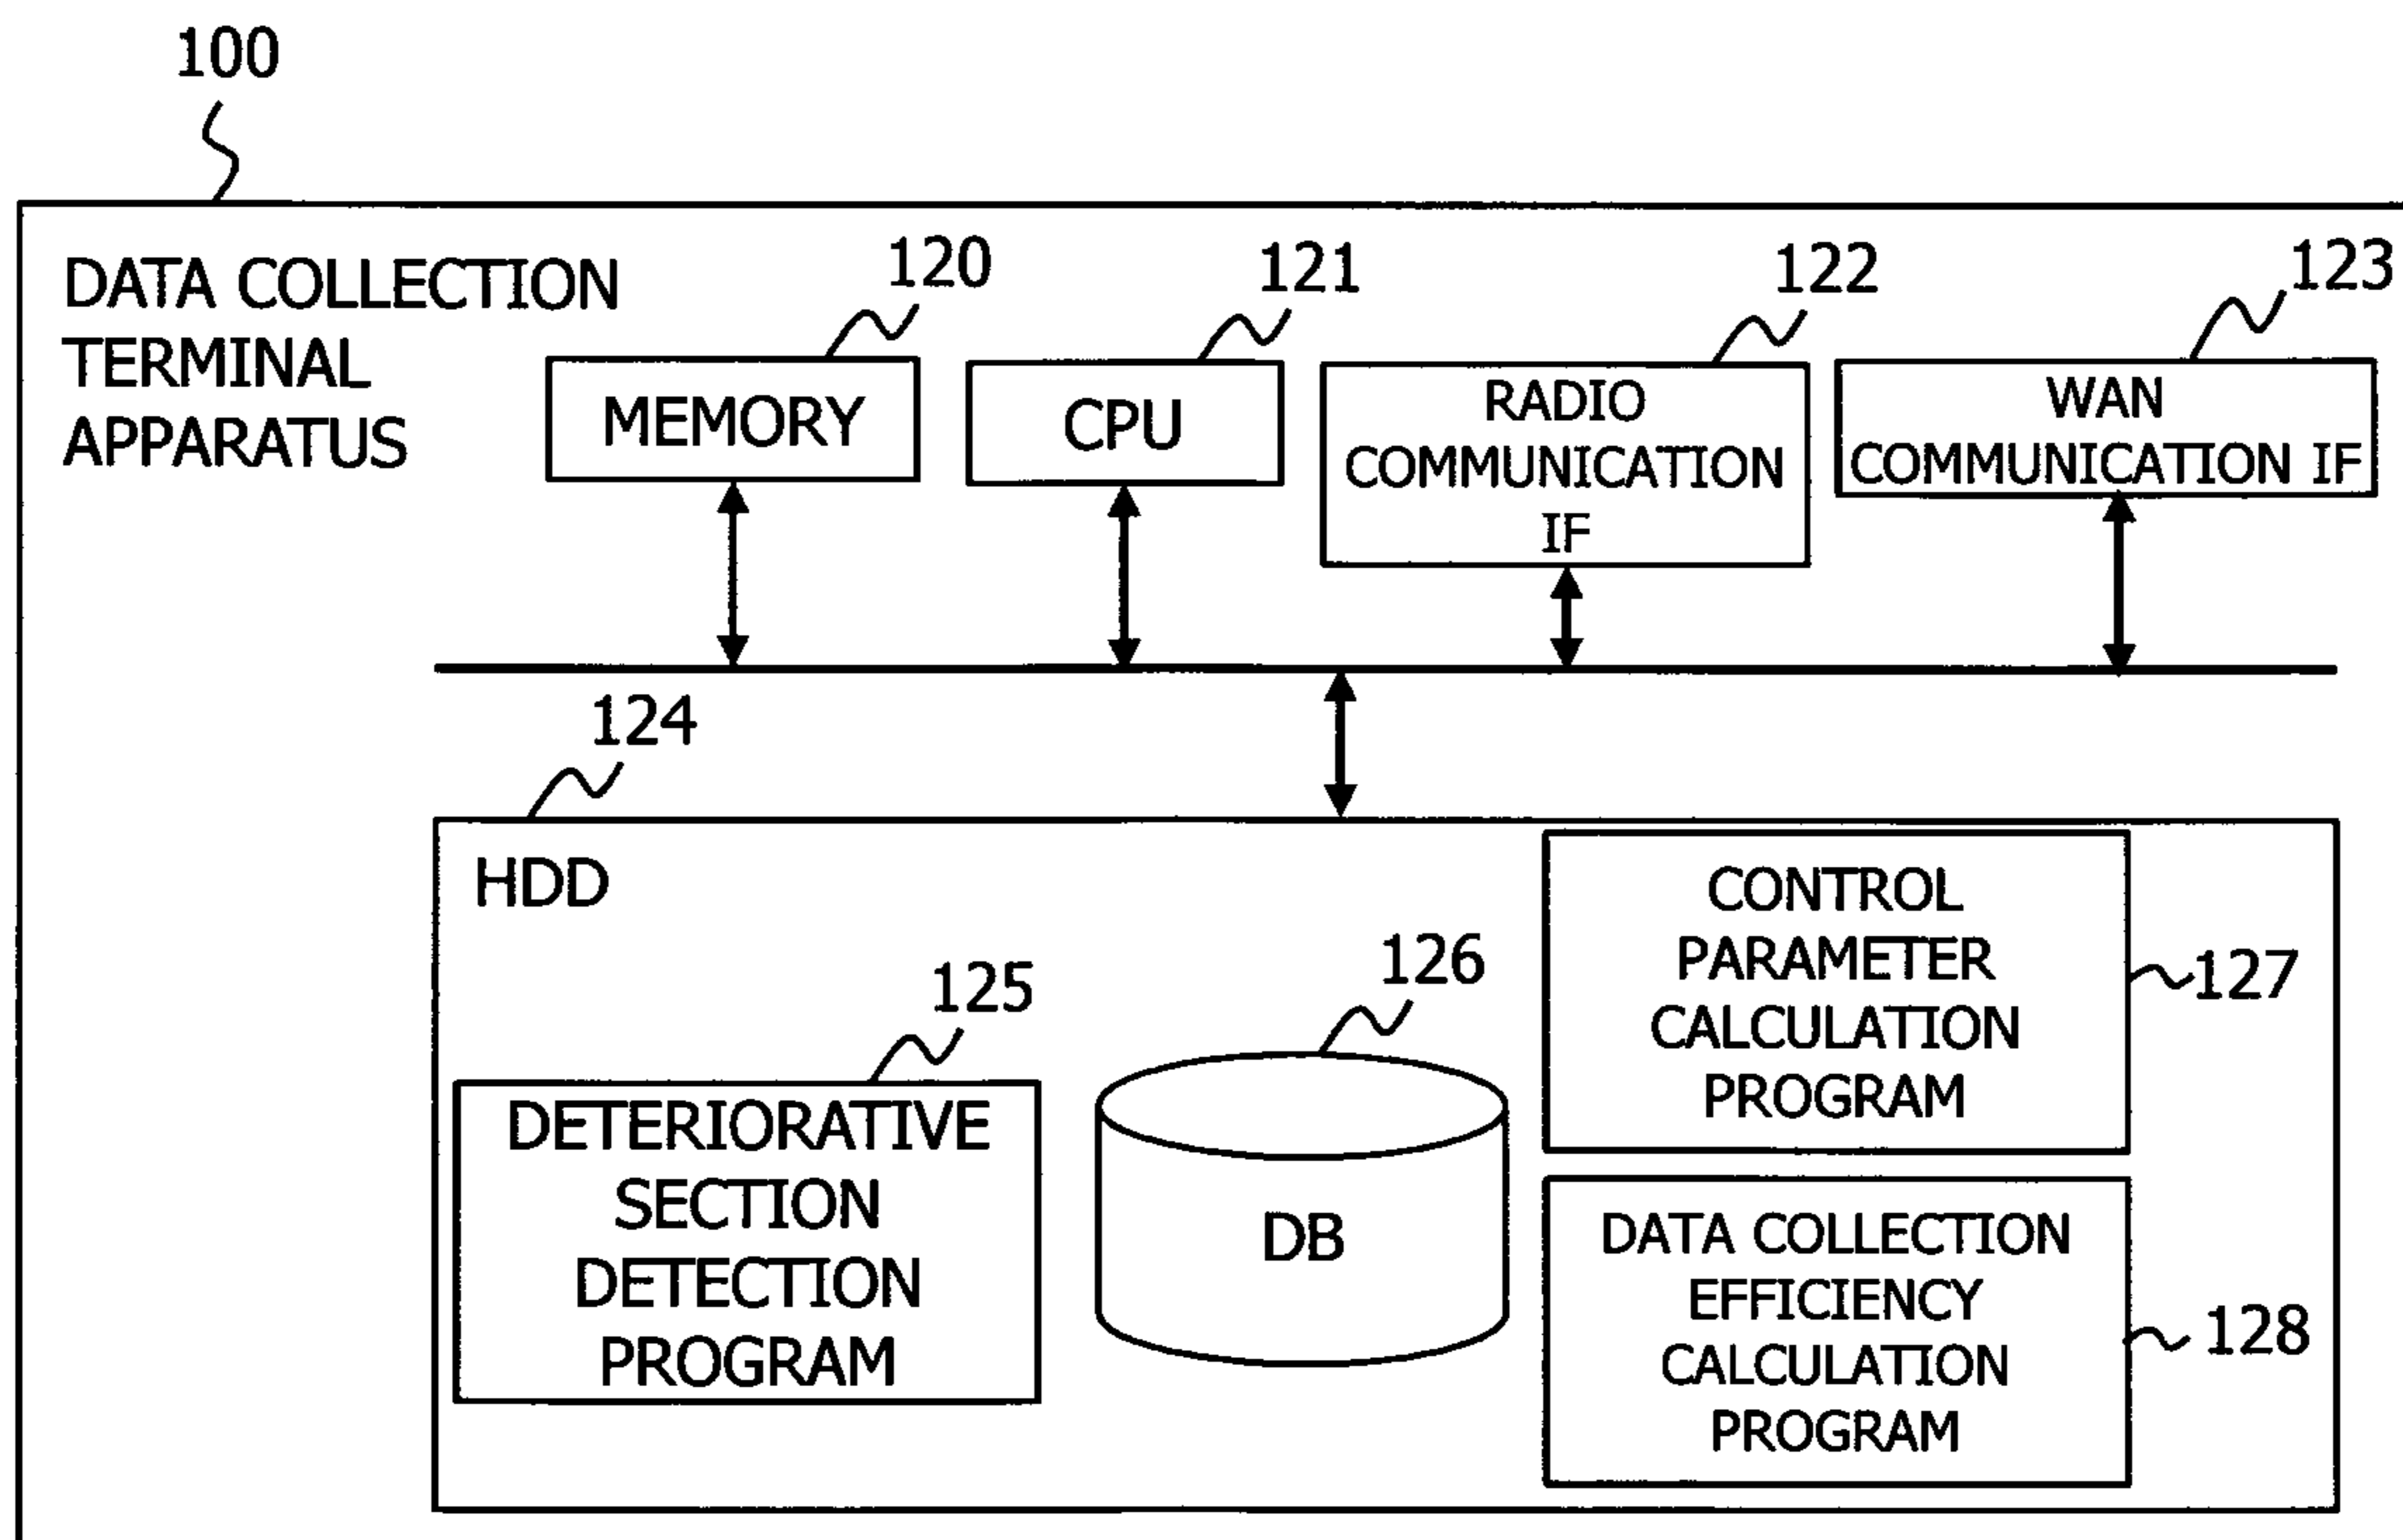 100
DATA COLLECTION
TERMINAL
APPARATUS
120
121
122
123
MEMORY
CPU
RADIO
COMMUNICATION
IF
WAN
COMMUNICATION IF
124
HDD
125
DETERIORATIVE
SECTION
DETECTION
PROGRAM
126
DB
CONTROL
PARAMETER
CALCULATION
PROGRAM
127
DATA COLLECTION
EFFICIENCY
CALCULATION
PROGRAM
128